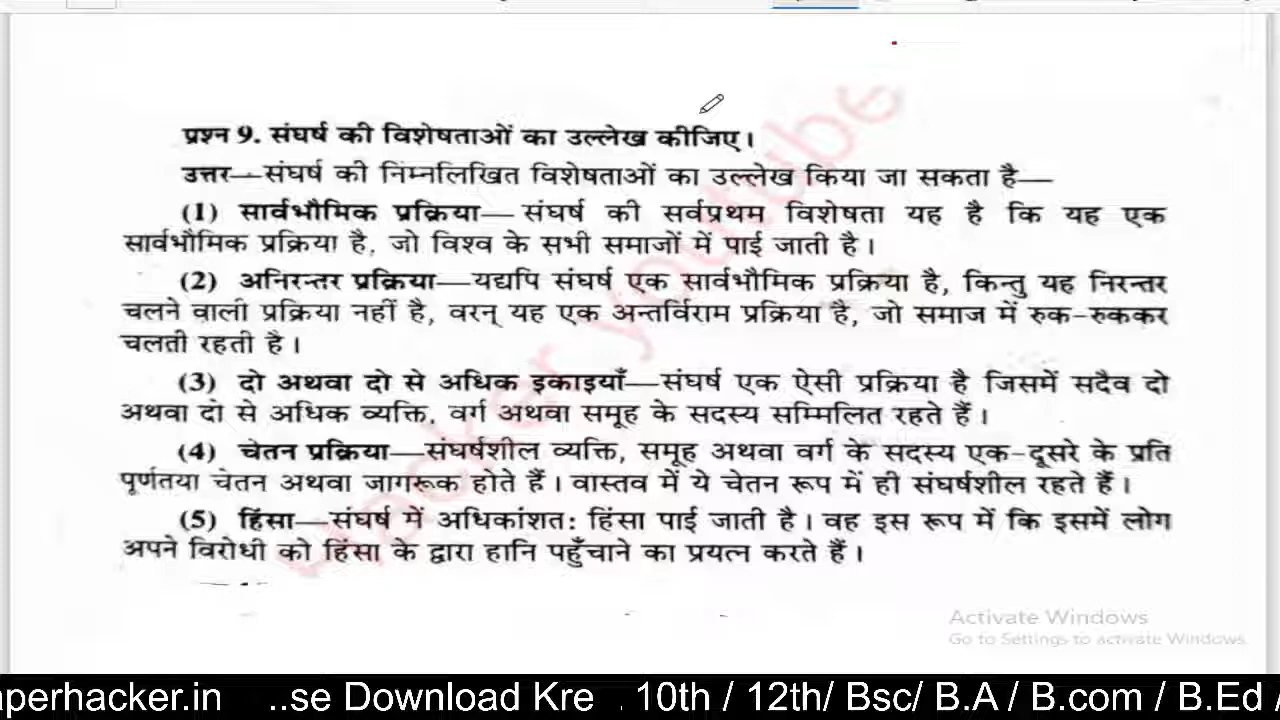 प्रश्न 9. संघर्ष की विशेषताओं का उल्लेख कीजिए।
उत्तर—संघर्ष की निम्नलिखित विशेषताओं का उल्लेख किया जा सकता है—
(1) सार्वभौमिक प्रक्रिया— संघर्ष की सर्वप्रथम विशेषता यह है कि यह एक
सार्वभौमिक प्रक्रिया है, जो विश्व के सभी समाजों में पाई जाती है।
(2) अनिरन्तर प्रक्रिया—यद्यपि संघर्ष एक सार्वभौमिक प्रक्रिया है, किन्तु यह निरन्तर
चलने वाली प्रक्रिया नहीं है, वरन् यह एक अन्तर्विराम प्रक्रिया है, जो समाज में रुक-रुककर
चलती रहती है।
(3) दो अथवा दो से अधिक इकाइयाँ—संघर्ष एक ऐसी प्रक्रिया है जिसमें सदैव दो
अथवा दो से अधिक व्यक्ति, वर्ग अथवा समूह के सदस्य सम्मिलित रहते हैं।
(4) चेतन प्रक्रिया—संघर्षशील व्यक्ति, समूह अथवा वर्ग के सदस्य एक-दूसरे के प्रति
पूर्णतया चेतन अथवा जागरूक होते हैं। वास्तव में ये चेतन रूप में ही संघर्षशील रहते हैं।
(5) हिंसा—संघर्ष में अधिकांशत: हिंसा पाई जाती है। वह इस रूप में कि इसमें लोग
अपने विरोधी को हिंसा के द्वारा हानि पहुँचाने का प्रयत्न करते हैं।
Hacker youtube
Activate Windows
Go to Settings to activate Windows.
aperhacker.in ..se Download Kre . 10th / 12th/ Bsc/ B.A / B.com / B.Ed /